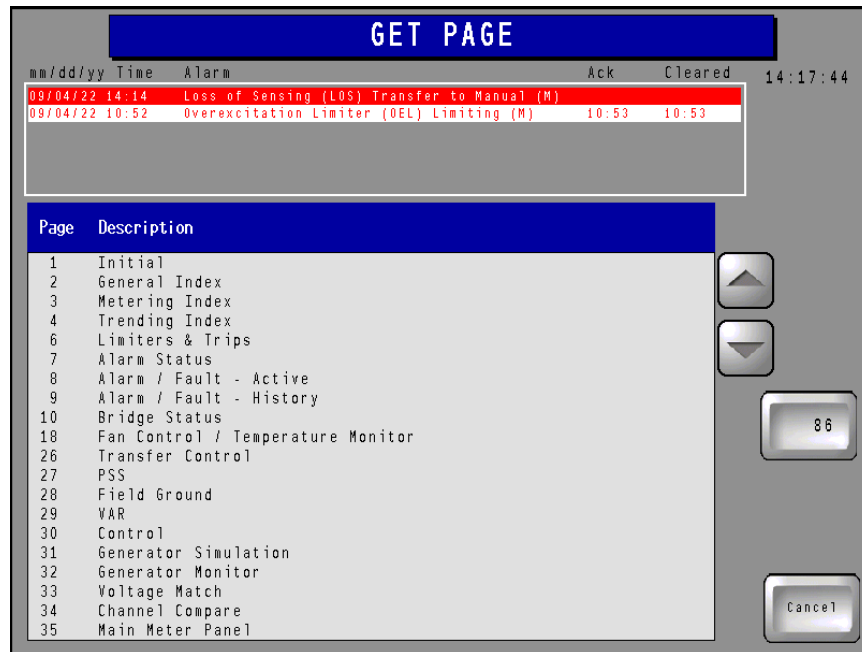 GET PAGE
mm/dd/yy Time Alarm Ack Cleared 14:17:44
09/04/22 14:14 Loss of Sensing (LOS) Transfer to Manual (M)
09/04/22 10:52 Overexcitation Limiter (OEL) Limiting (M) 10:53 10:53
Page Description
1 Initial
2 General Index
3 Metering Index
4 Trending Index
6 Limiters & Trips
7 Alarm Status
8 Alarm / Fault - Active
9 Alarm / Fault - History
10 Bridge Status
18 Fan Control / Temperature Monitor
26 Transfer Control
27 PSS
28 Field Ground
29 VAR
30 Control
31 Generator Simulation
32 Generator Monitor
33 Voltage Match
34 Channel Compare
35 Main Meter Panel
86
Cancel